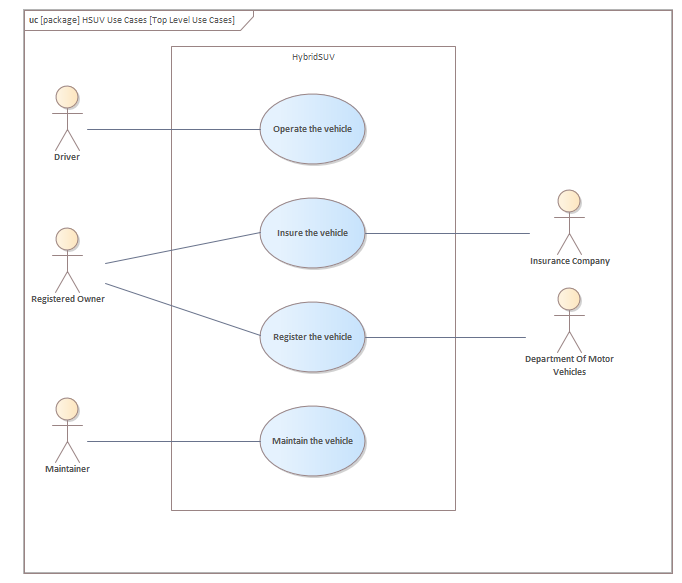 uc [package] HSUV Use Cases [Top Level Use Cases]
HybridSUV
Driver
Operate the vehicle
Registered Owner
Insure the vehicle
Insurance Company
Register the vehicle
Department Of Motor
Vehicles
Maintainer
Maintain the vehicle